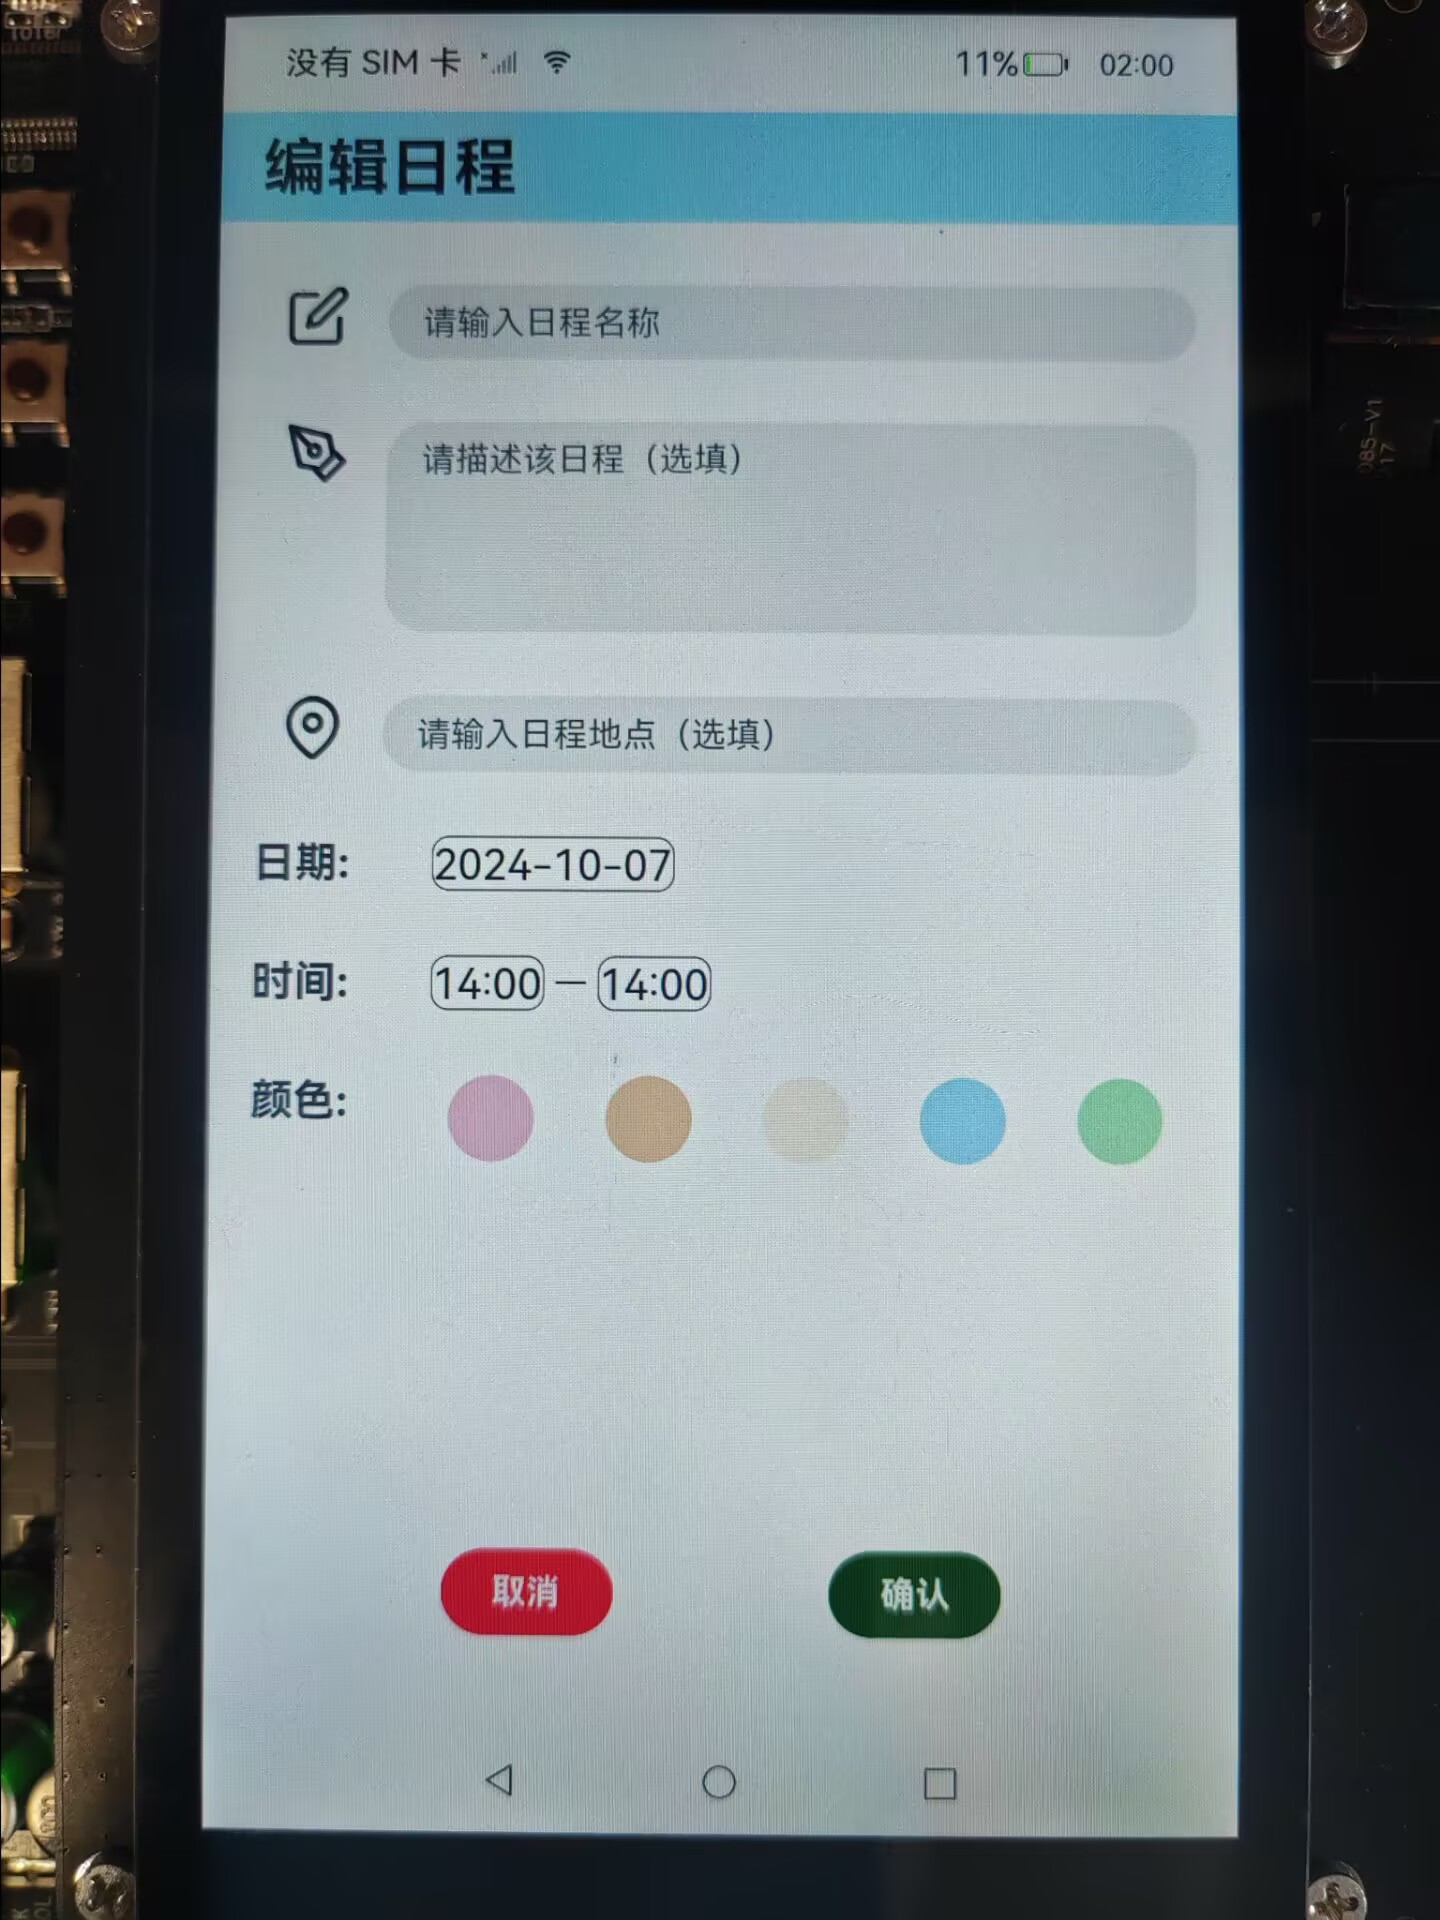 没有 SIM 卡
11% 02:00
编辑日程
请输入日程名称
请描述该日程（选填）
请输入日程地点（选填）
日期: 2024-10-07
时间: 14:00 — 14:00
颜色:
取消 确认